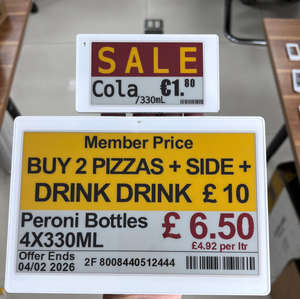 SALE
Cola €1.80
/330mL
Member Price
BUY 2 PIZZAS + SIDE +
DRINK DRINK £10
Peroni Bottles £6.50
4X330ML £4.92 per ltr
Offer Ends
04/02 2026 2F 8008440512444